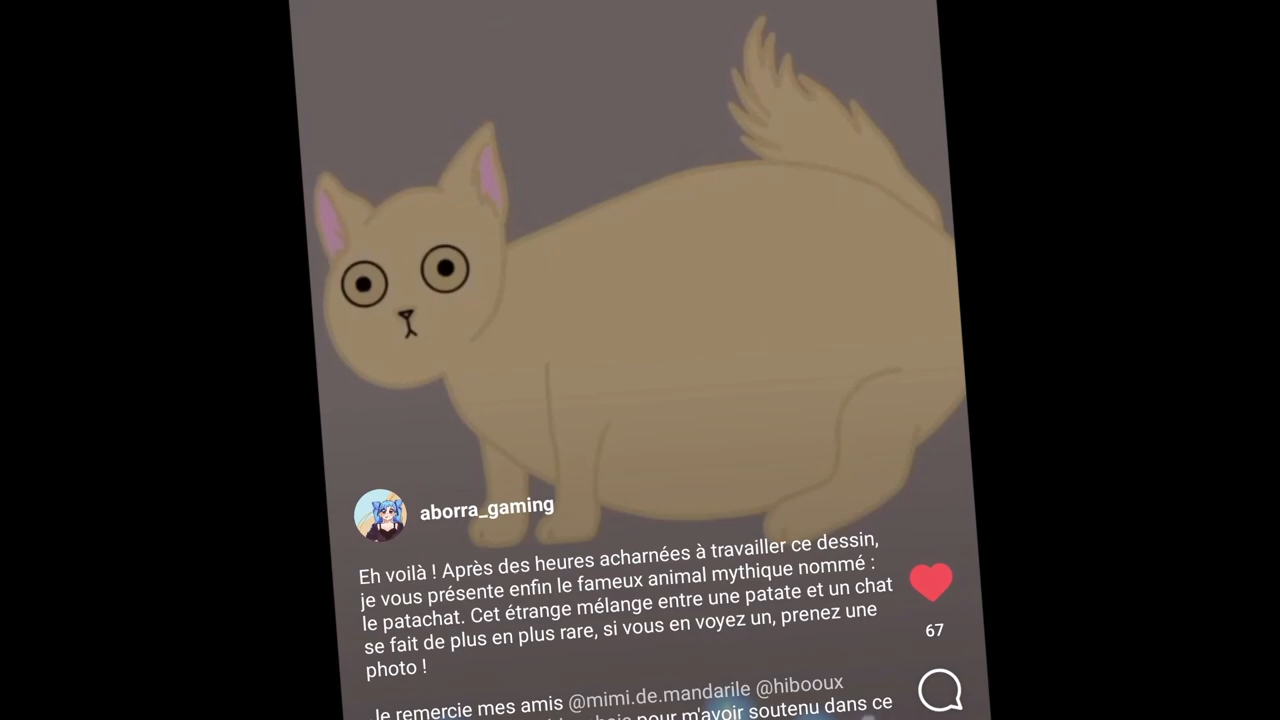 aborra_gaming
Eh voilà ! Après des heures acharnées à travailler ce dessin,
je vous présente enfin le fameux animal mythique nommé :
le patachat. Cet étrange mélange entre une patate et un chat
se fait de plus en plus rare, si vous en voyez un, prenez une
photo !
67
Je remercie mes amis @mimi.de.mandarile @hibooux
pour m'avoir soutenu dans ce